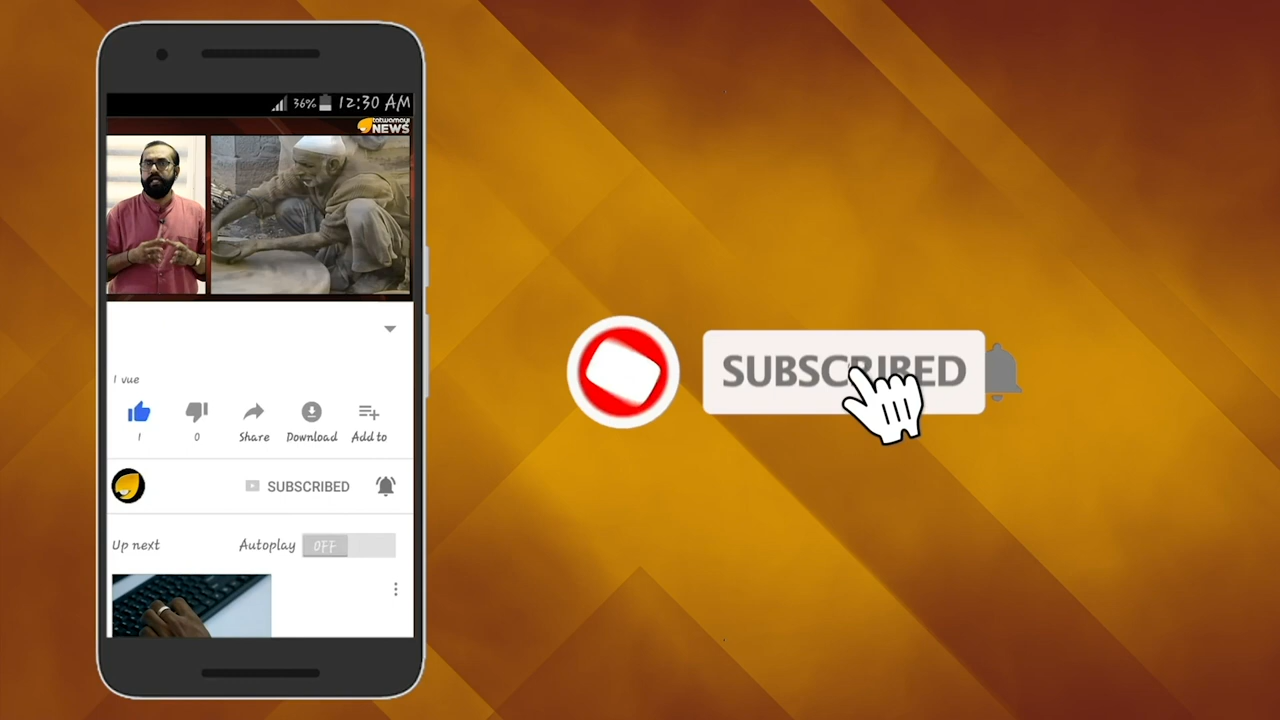 36% 12:30 AM
tatwamayi
NEWS
1 vue
1
0
Share
Download
Add to
SUBSCRIBED
Up next
Autoplay
OFF
SUBSCRIBED